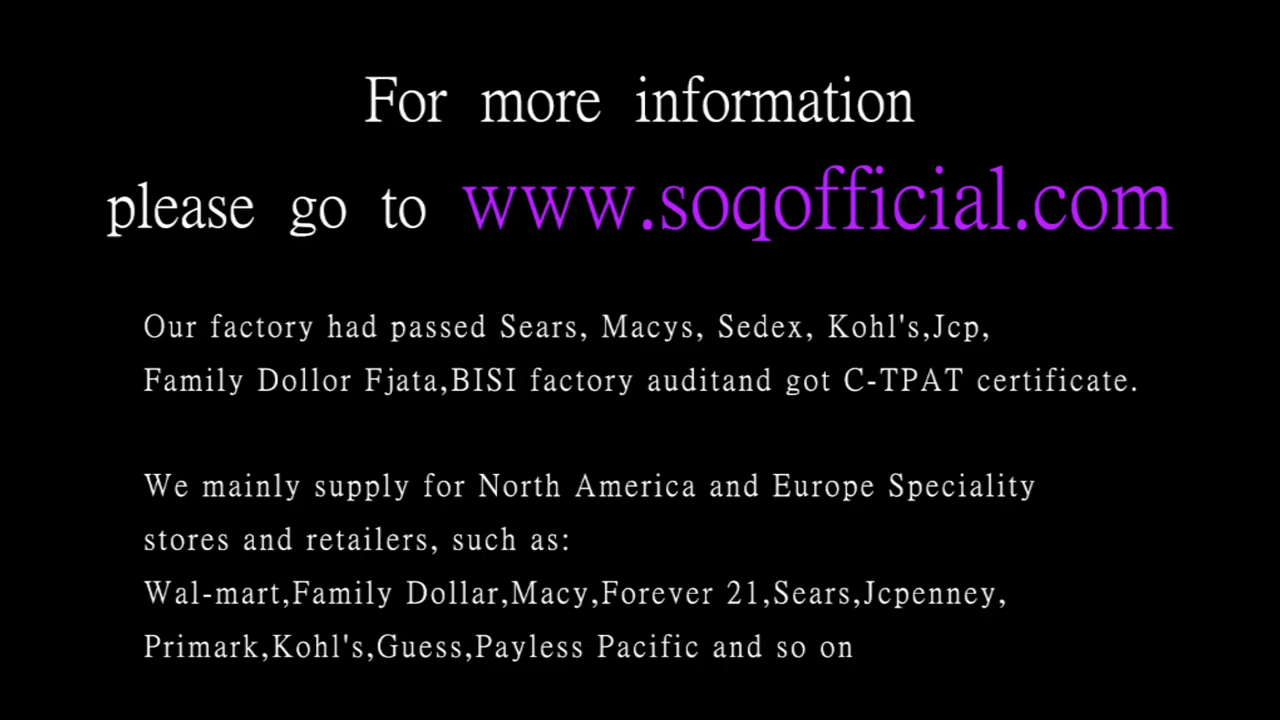 For more information
please go to www.soqofficial.com
Our factory had passed Sears, Macys, Sedex, Kohl's,Jcp,
Family Dollor Fjata,BISI factory auditand got C-TPAT certificate.
We mainly supply for North America and Europe Speciality
stores and retailers, such as:
Wal-mart,Family Dollar,Macy,Forever 21,Sears,Jcpenney,
Primark,Kohl's,Guess,Payless Pacific and so on